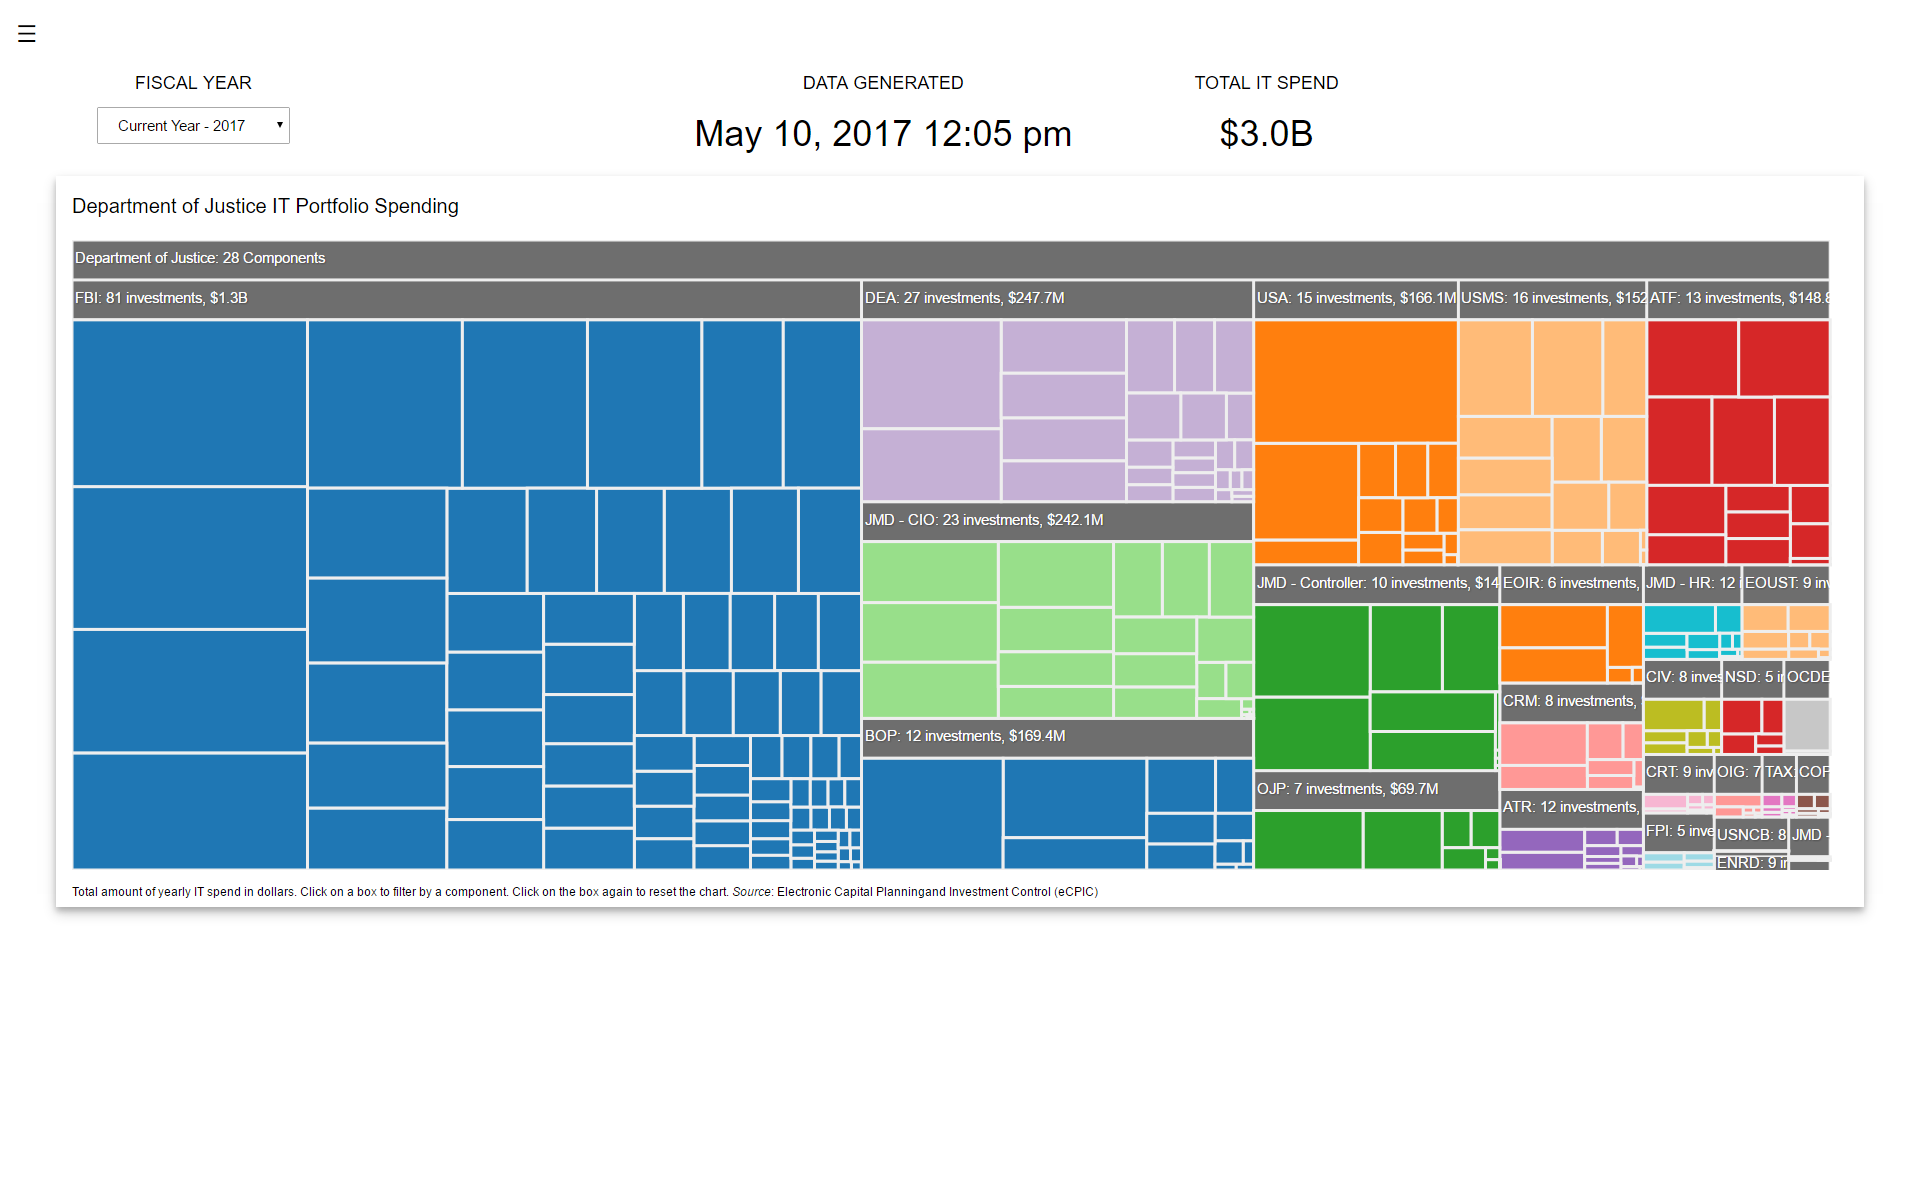 ☰
FISCAL YEAR
DATA GENERATED
TOTAL IT SPEND
Current Year - 2017
May 10, 2017 12:05 pm
$3.0B
Department of Justice IT Portfolio Spending
Department of Justice: 28 Components
FBI: 81 investments, $1.3B
DEA: 27 investments, $247.7M
USA: 15 investments, $166.1M
USMS: 16 investments, $152
ATF: 13 investments, $148.8
JMD - CIO: 23 investments, $242.1M
JMD - Controller: 10 investments, $14
EOIR: 6 investments,
JMD - HR: 12
EOUST: 9 inv
CIV: 8 inves
NSD: 5 i
OCDE
CRM: 8 investments,
BOP: 12 investments, $169.4M
CRT: 9 inv
OIG: 7
TAX:
COP
OJP: 7 investments, $69.7M
ATR: 12 investments,
FPI: 5 inve
USNCB: 8
JMD -
ENRD: 9 in
Total amount of yearly IT spend in dollars. Click on a box to filter by a component. Click on the box again to reset the chart. Source: Electronic Capital Planningand Investment Control (eCPIC)